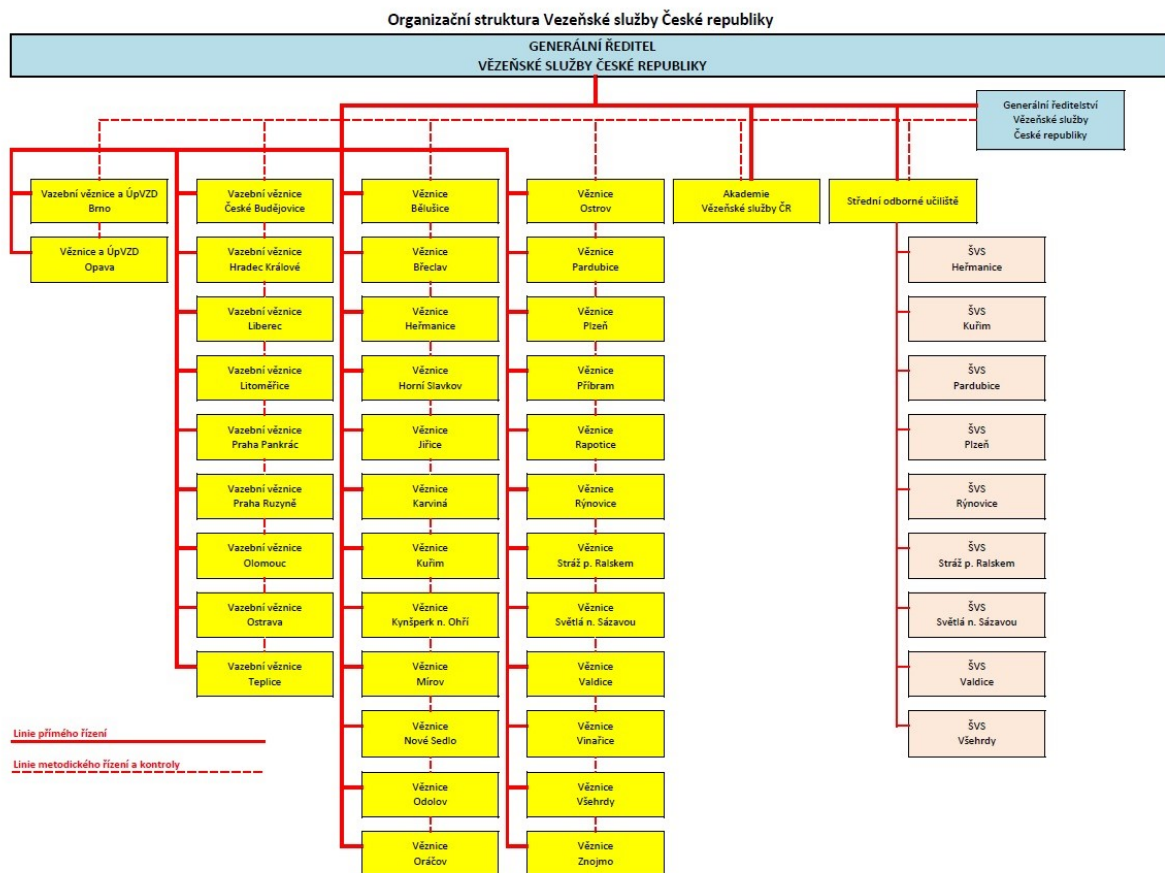 Organizační struktura Vezeňské služby České republiky
GENERÁLNÍ ŘEDITEL
VĚZEŇSKÉ SLUŽBY ČESKÉ REPUBLIKY
Generální ředitelství
Vězeňské služby
České republiky
Vazební věznice a ÚpVZD
Brno
Věznice a ÚpVZD
Opava
Vazební věznice
České Budějovice
Vazební věznice
Hradec Králové
Vazební věznice
Liberec
Vazební věznice
Litoměřice
Vazební věznice
Praha Pankrác
Vazební věznice
Praha Ruzyně
Vazební věznice
Olomouc
Vazební věznice
Ostrava
Vazební věznice
Teplice
Věznice
Bělušice
Věznice
Břeclav
Věznice
Heřmanice
Věznice
Horní Slavkov
Věznice
Jiřice
Věznice
Karviná
Věznice
Kuřim
Věznice
Kynšperk n. Ohří
Věznice
Mírov
Věznice
Nové Sedlo
Věznice
Odolov
Věznice
Oráčov
Věznice
Ostrov
Věznice
Pardubice
Věznice
Plzeň
Věznice
Příbram
Věznice
Rapotice
Věznice
Rýnovice
Věznice
Stráž p. Ralskem
Věznice
Světlá n. Sázavou
Věznice
Valdice
Věznice
Vinařice
Věznice
Všehrdy
Věznice
Znojmo
Akademie
Vězeňské služby ČR
Střední odborné učiliště
ŠVS
Heřmanice
ŠVS
Kuřim
ŠVS
Pardubice
ŠVS
Plzeň
ŠVS
Rýnovice
ŠVS
Stráž p. Ralskem
ŠVS
Světlá n. Sázavou
ŠVS
Valdice
ŠVS
Všehrdy
Linie přímého řízení
Linie metodického řízení a kontroly